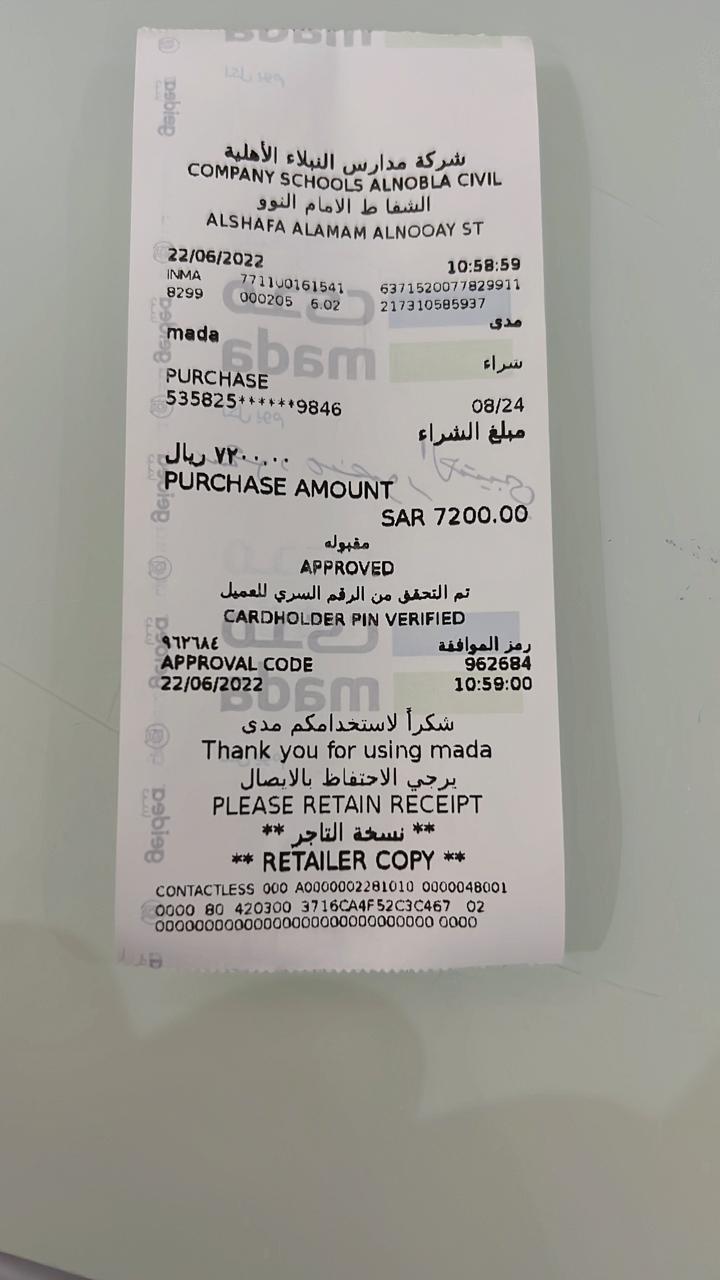 شركة مدارس النبلاء الأهلية
COMPANY SCHOOLS ALNOBLA CIVIL
الشفا ط الامام النوو
ALSHAFA ALAMAM ALNOOAY ST
22/06/2022 10:58:59
INMA 771100161541 6371520077829911
8299 000205 6.02 217310585937
مدى
mada
شراء
PURCHASE
535825******9846 08/24
مبلغ الشراء
٧٢٠٠.٠٠ ريال
PURCHASE AMOUNT
SAR 7200.00
مقبوله
APPROVED
تم التحقق من الرقم السري للعميل
CARDHOLDER PIN VERIFIED
رمز الموافقة ٩٦٢٦٨٤
APPROVAL CODE 962684
22/06/2022 10:59:00
شكراً لاستخدامكم مدى
Thank you for using mada
يرجي الاحتفاظ بالايصال
PLEASE RETAIN RECEIPT
** نسخة التاجر **
** RETAILER COPY **
CONTACTLESS 000 A0000002281010 0000048001
0000 80 420300 3716CA4F52C3C467 02